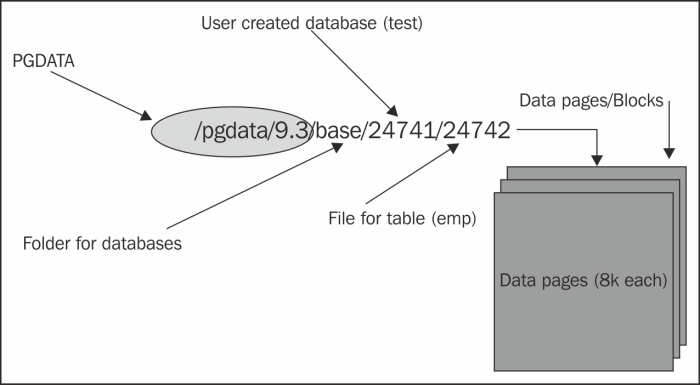 User created database (test)
PGDATA
Data pages/Blocks
/pgdata/9.3/base/24741/24742
File for table (emp)
Folder for databases
Data pages (8k each)